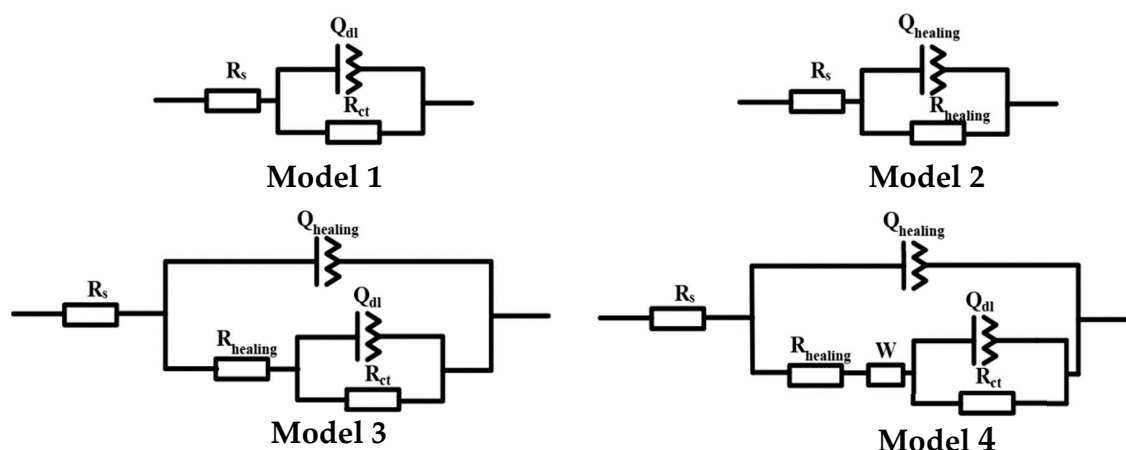 Q_dl
R_s
R_ct
Model 1
Q_healing
R_s
R_healing
Model 2
Q_healing
R_s
Q_dl
R_healing
R_ct
Model 3
Q_healing
R_s
Q_dl
R_healing W
R_ct
Model 4